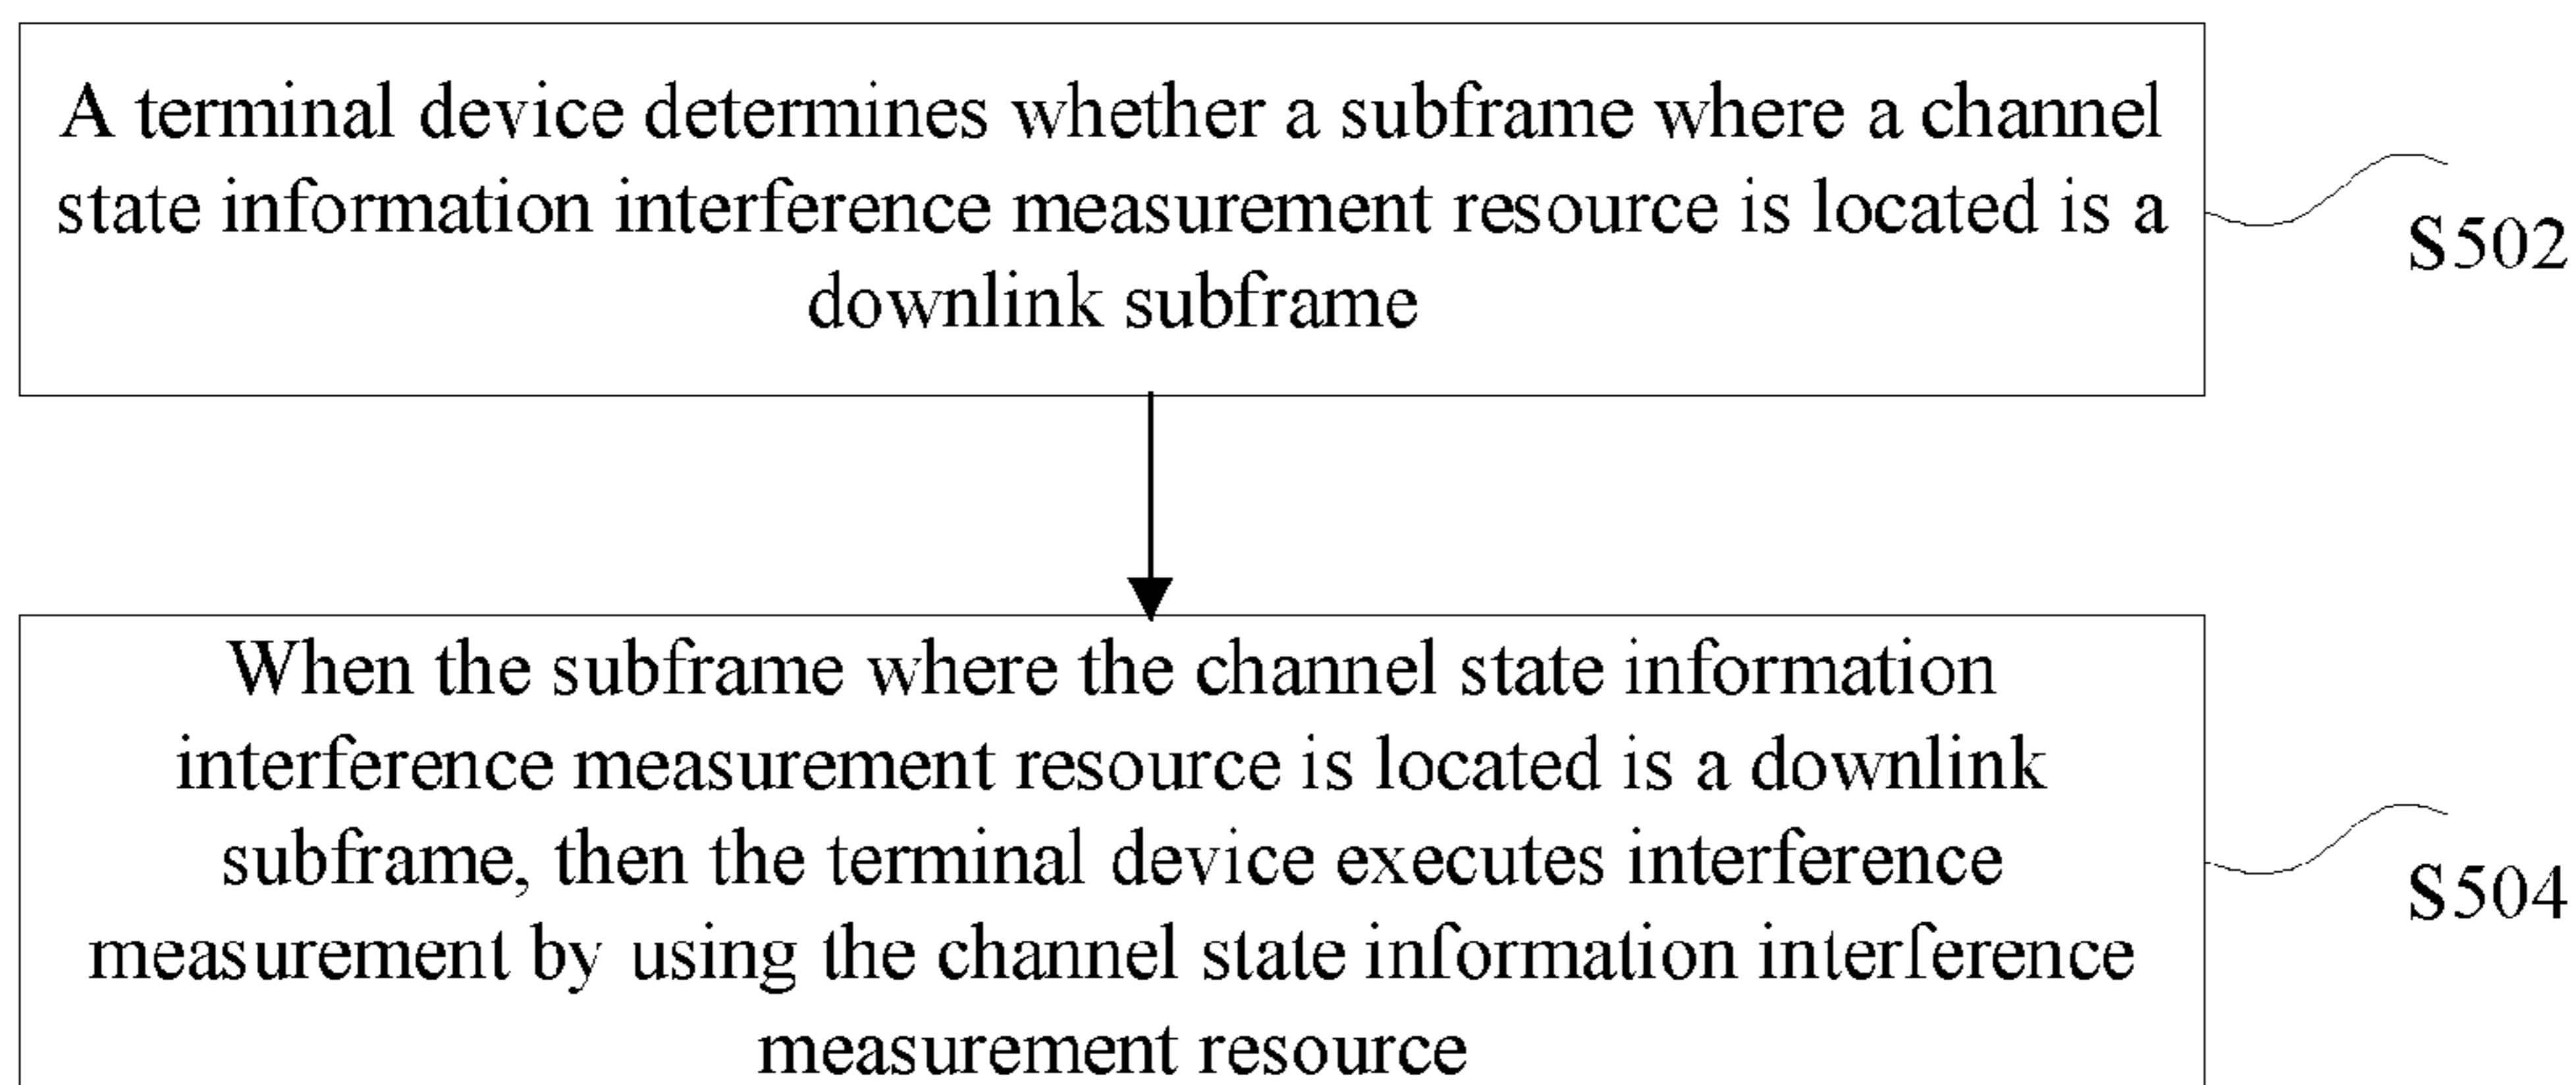 A terminal device determines whether a subframe where a channel
state information interference measurement resource is located is a
downlink subframe
S502
When the subframe where the channel state information
interference measurement resource is located is a downlink
subframe, then the terminal device executes interference
measurement by using the channel state information interference
measurement resource
S504